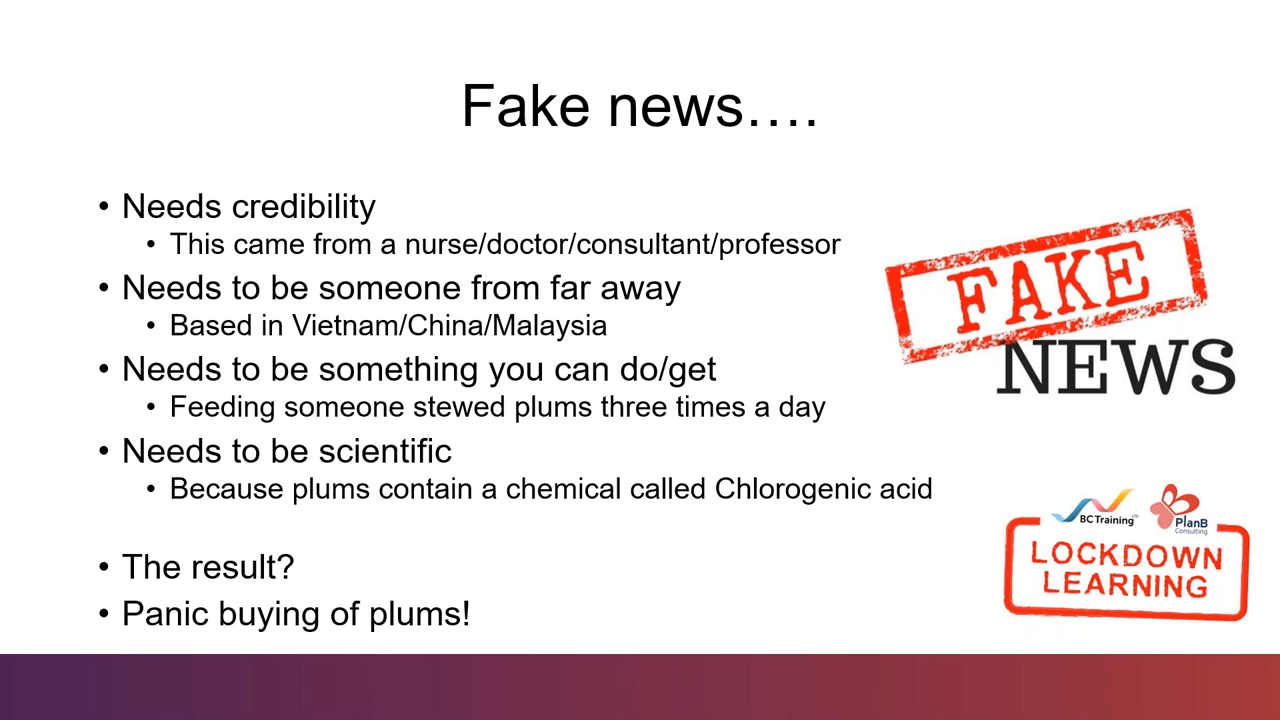 Fake news….
• Needs credibility
• This came from a nurse/doctor/consultant/professor
• Needs to be someone from far away
• Based in Vietnam/China/Malaysia
• Needs to be something you can do/get
• Feeding someone stewed plums three times a day
• Needs to be scientific
• Because plums contain a chemical called Chlorogenic acid
• The result?
• Panic buying of plums!
FAKE
NEWS
BC Training LTD
PlanB
Consulting
LOCKDOWN
LEARNING